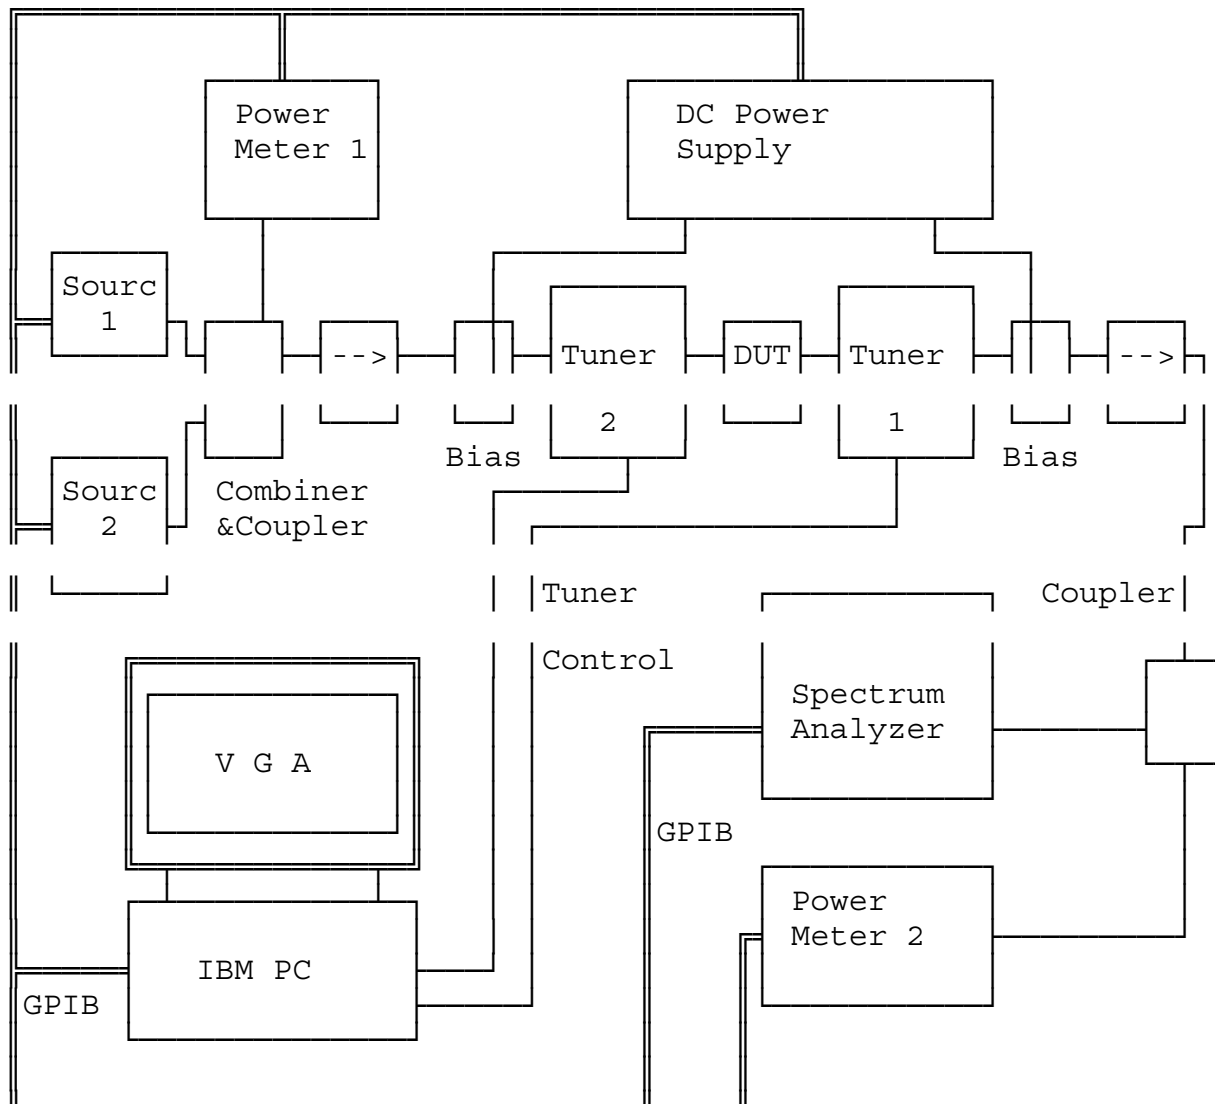 Power
Meter 1
DC Power
Supply
Sourc
1
-->
Tuner
2
DUT
Tuner
1
-->
Bias
Bias
Sourc
2
Combiner
&Coupler
Tuner
Control
Coupler
Spectrum
Analyzer
V G A
GPIB
Power
Meter 2
IBM PC
GPIB